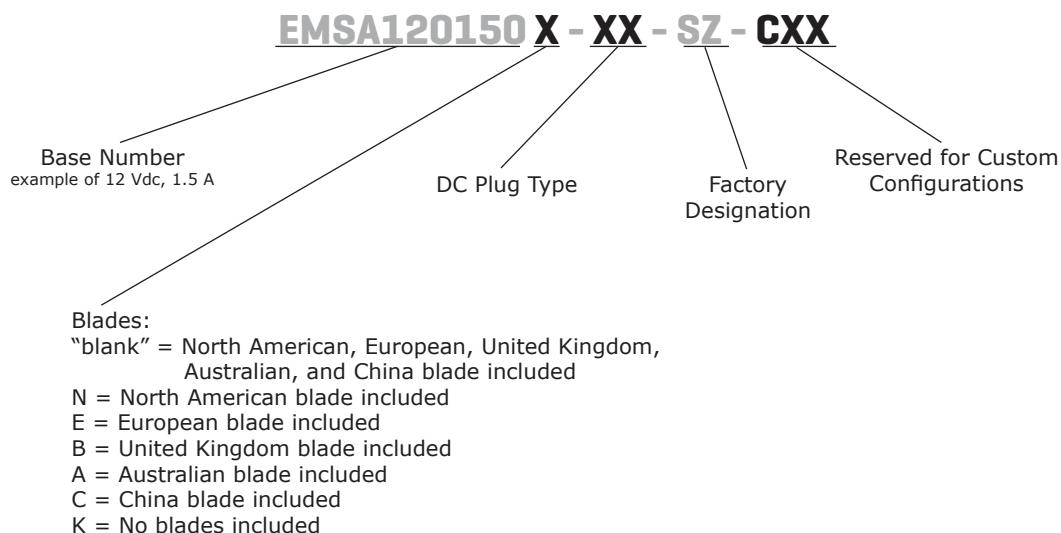 EMSA120150 X - XX - SZ - CXX
Base Number
example of 12 Vdc, 1.5 A
DC Plug Type
Factory
Designation
Reserved for Custom
Configurations
Blades:
“blank” = North American, European, United Kingdom,
Australian, and China blade included
N = North American blade included
E = European blade included
B = United Kingdom blade included
A = Australian blade included
C = China blade included
K = No blades included